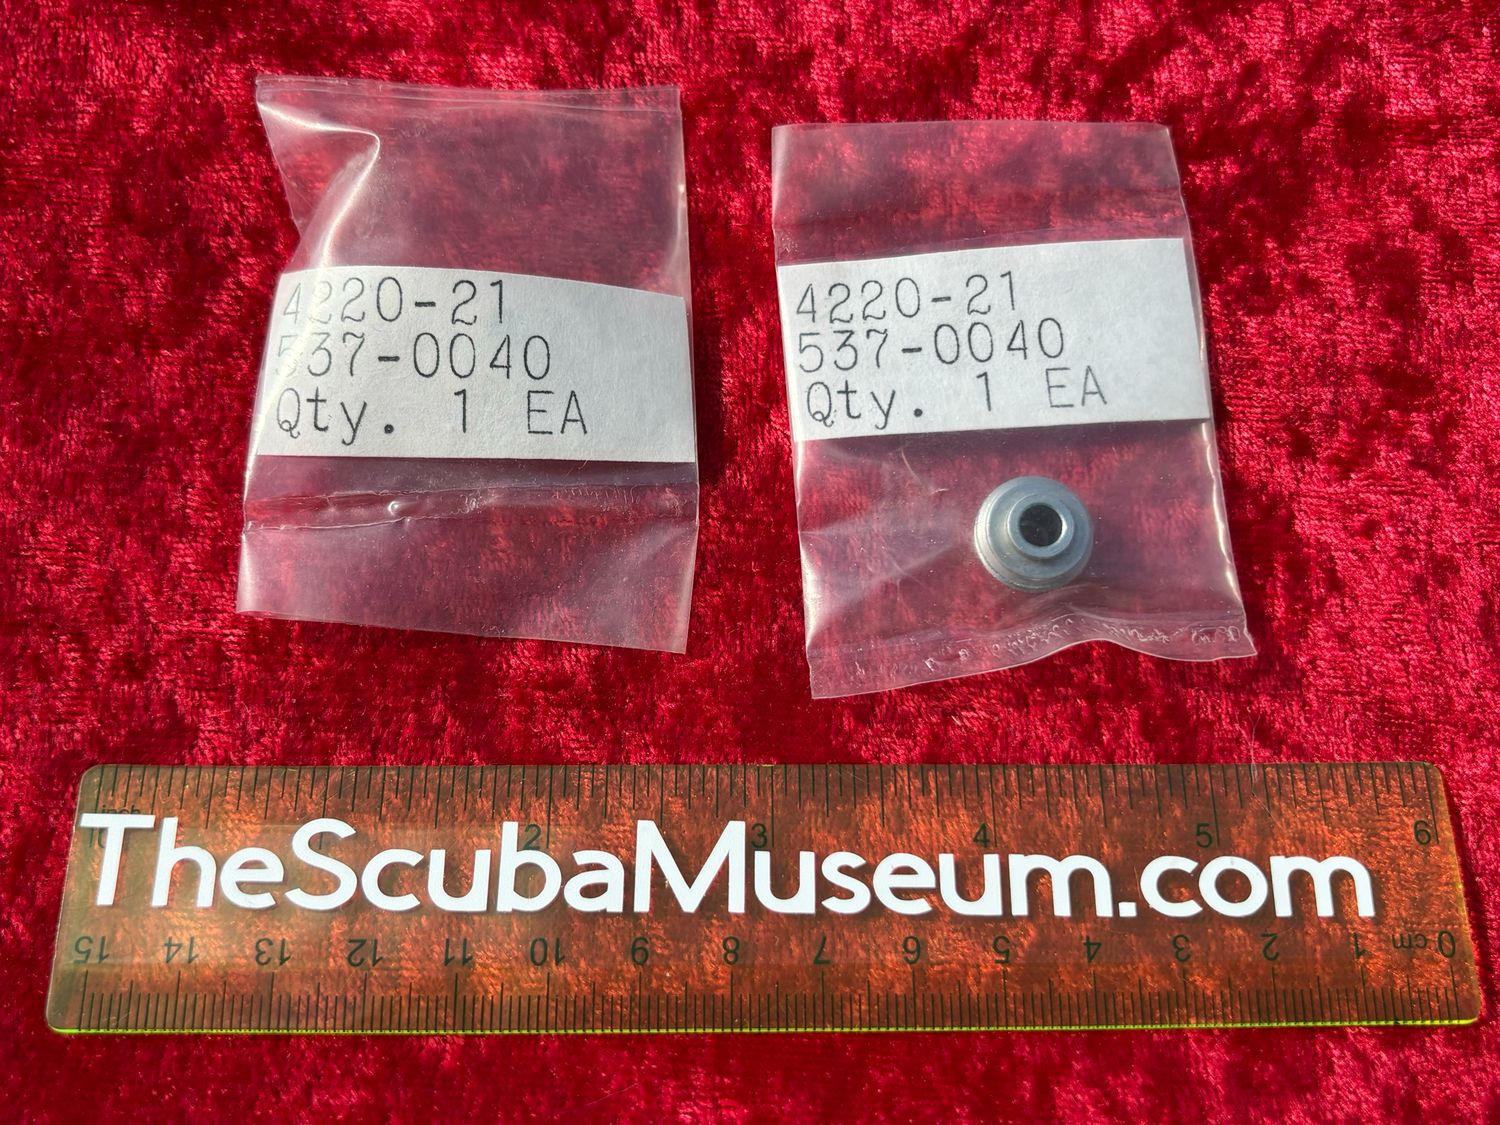 4220-21
537-0040
Qty. 1 EA
4220-21
537-0040
Qty. 1 EA
inch
2 3 4 5 6
TheScubaMuseum.com
15 14 13 12 11 10 9 8 7 6 5 4 3 2 1 cm 0